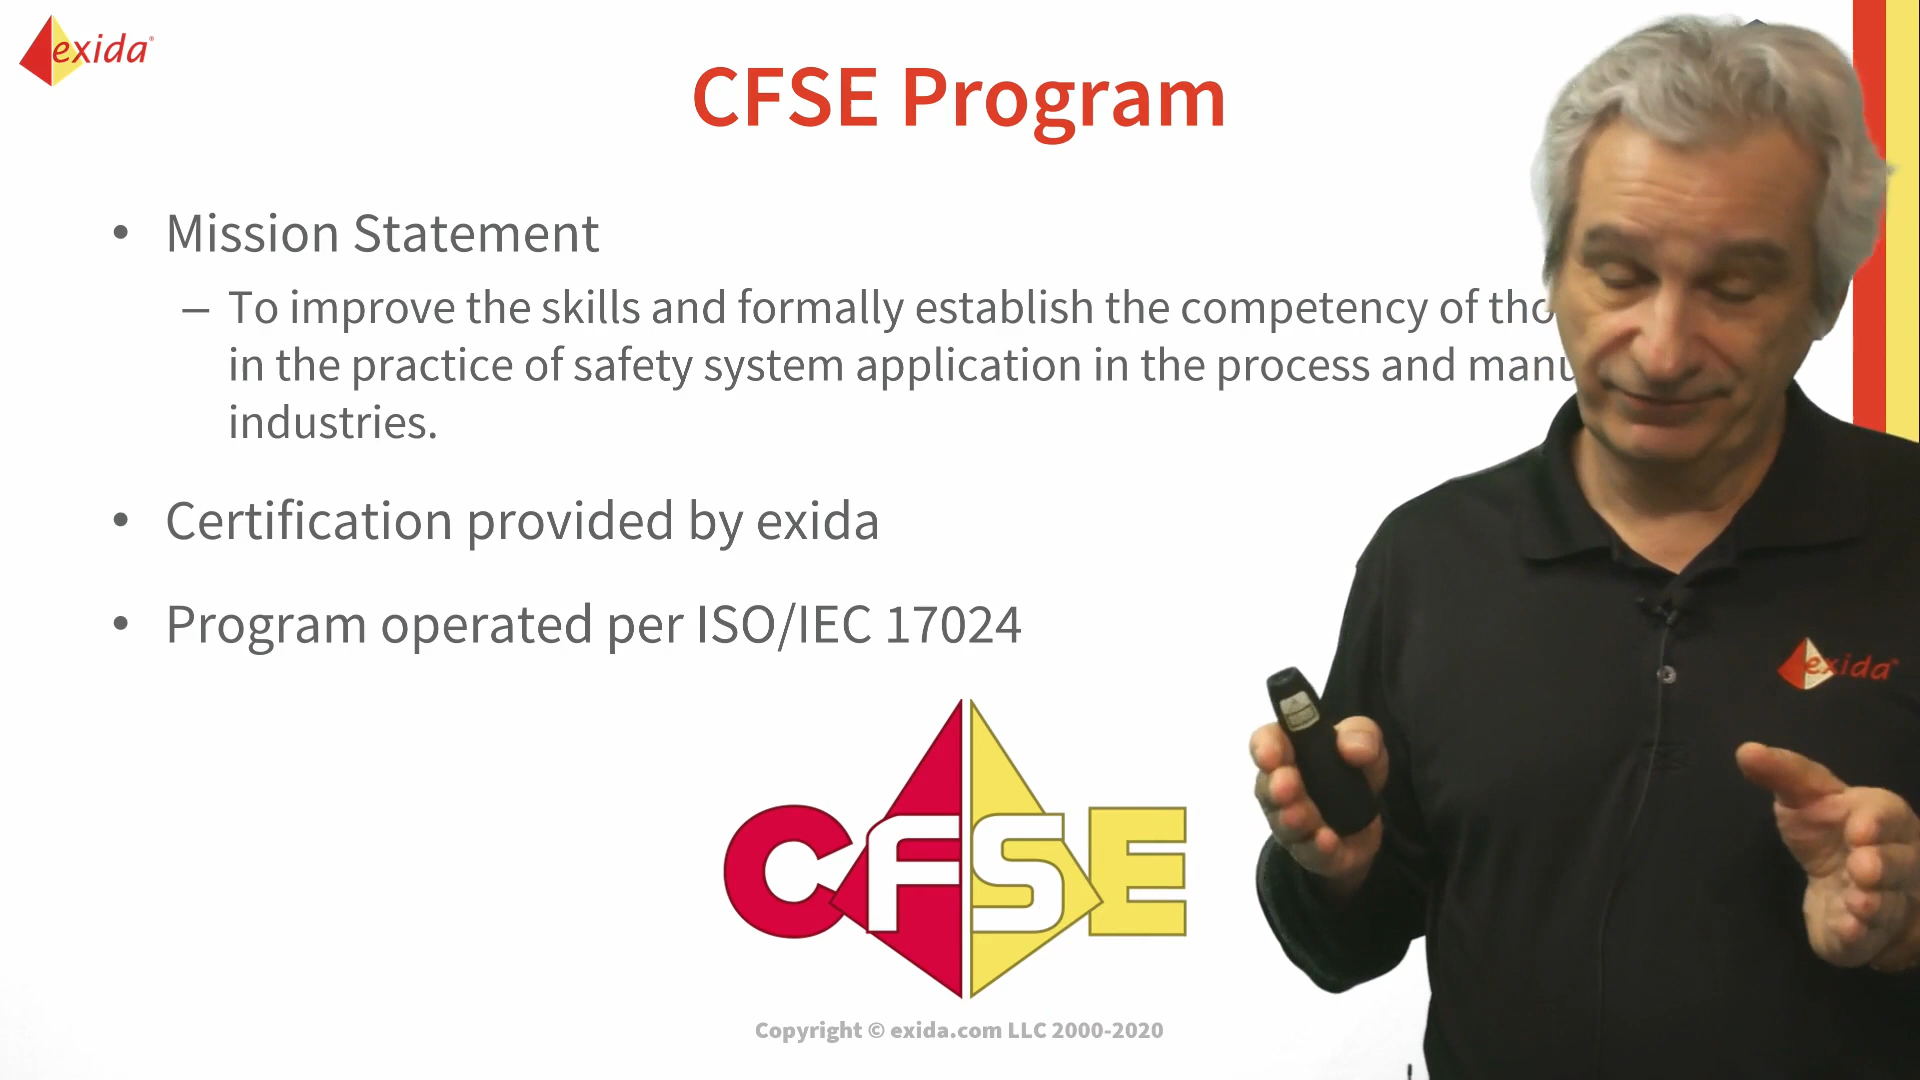 exida
CFSE Program
• Mission Statement
– To improve the skills and formally establish the competency of
in the practice of safety system application in the process and
industries.
• Certification provided by exida
• Program operated per ISO/IEC 17024
exida
CFSE
Copyright © exida.com LLC 2000-2020